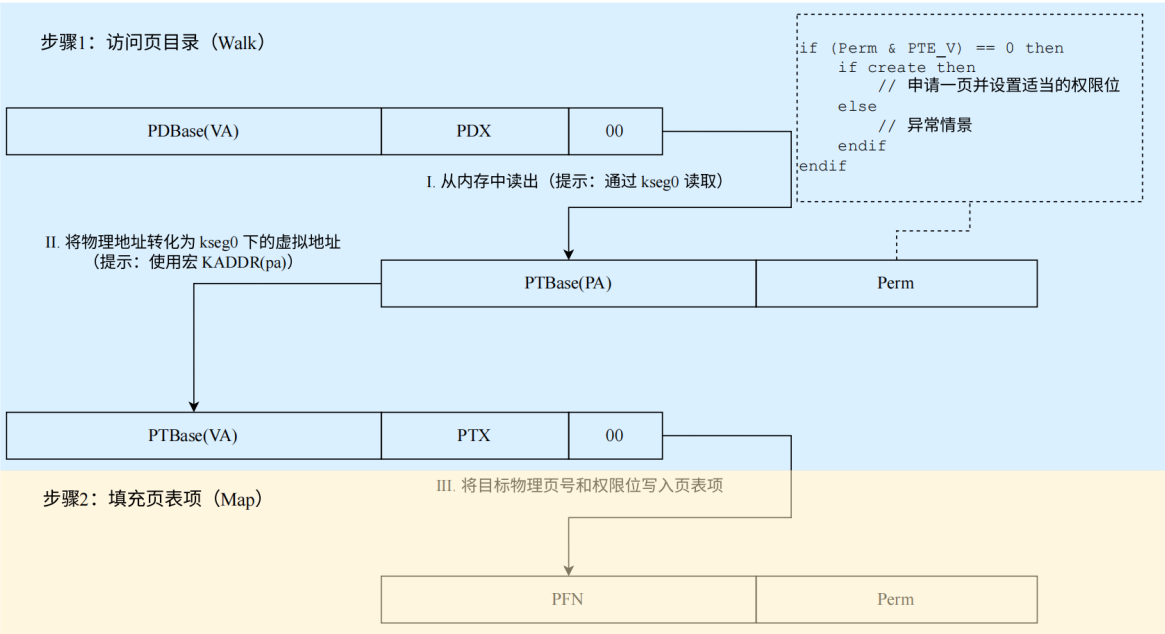 步骤1：访问页目录（Walk）
if (Perm & PTE_V) == 0 then
if create then
// 申请一页并设置适当的权限位
else
// 异常情景
endif
endif
PDBase(VA)
PDX
00
I. 从内存中读出（提示：通过 kseg0 读取）
II. 将物理地址转化为 kseg0 下的虚拟地址
（提示：使用宏 KADDR(pa)）
PTBase(PA)
Perm
PTBase(VA)
PTX
00
步骤2：填充页表项（Map）
III. 将目标物理页号和权限位写入页表项
PFN
Perm